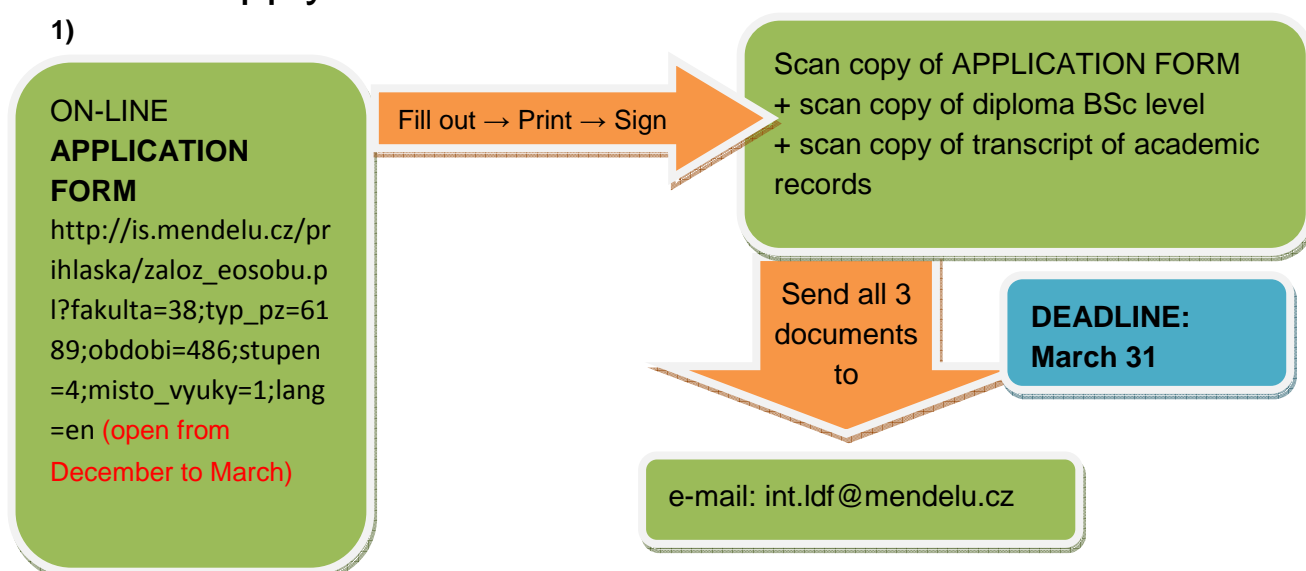 1)
ON-LINE
APPLICATION
FORM
http://is.mendelu.cz/pr
ihlaska/zaloz_eosobu.p
l?fakulta=38;typ_pz=61
89;obdobi=486;stupen
=4;misto_vyuky=1;lang
=en (open from
December to March)
Fill out → Print → Sign
Scan copy of APPLICATION FORM
+ scan copy of diploma BSc level
+ scan copy of transcript of academic
records
Send all 3
documents
to
DEADLINE:
March 31
e-mail: int.ldf@mendelu.cz